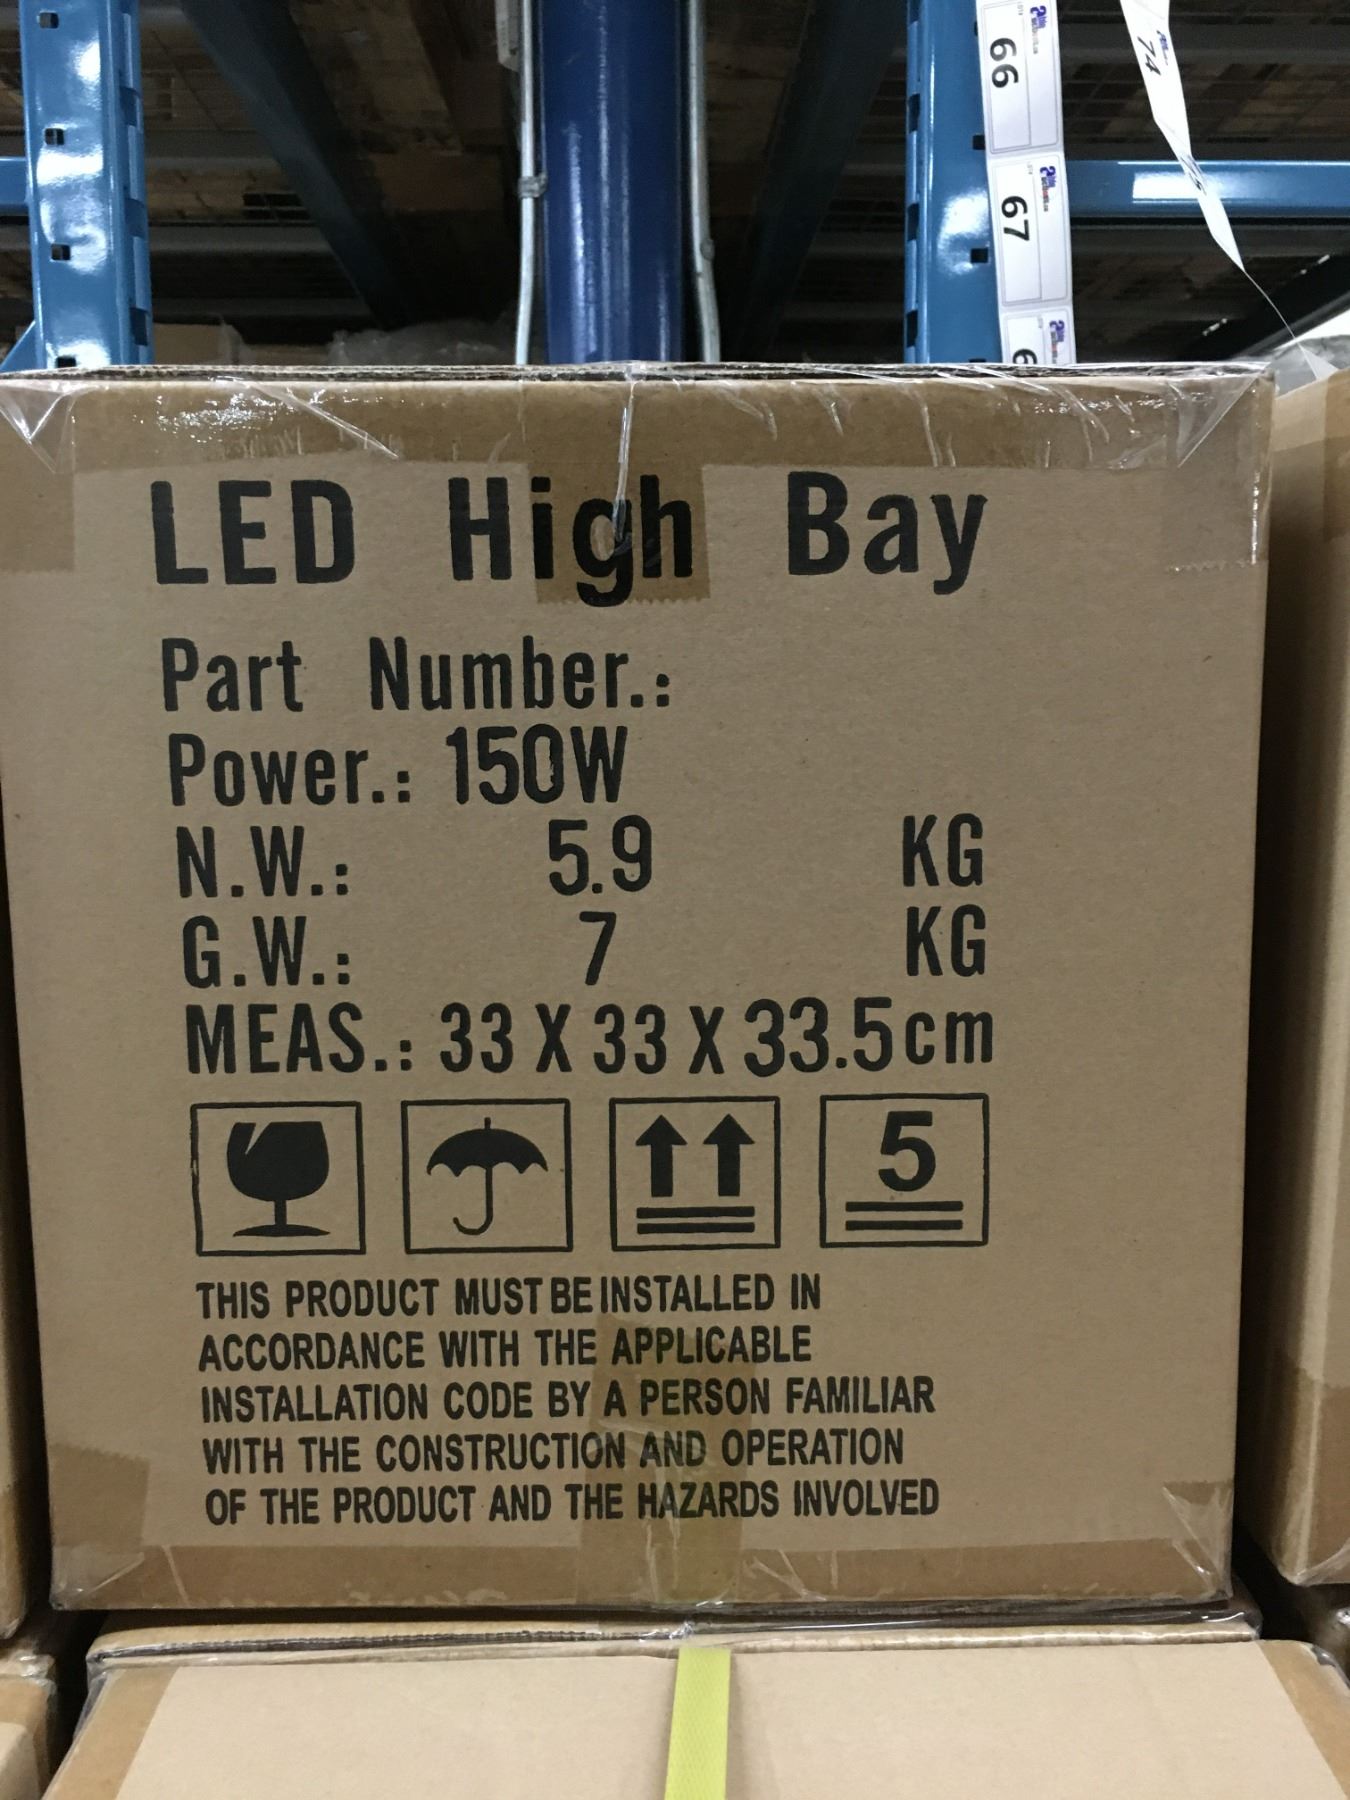 66
67
74
LED High Bay
Part Number.:
Power.: 150W
N.W.: 5.9 KG
G.W.: 7 KG
MEAS.: 33 X 33 X 33.5cm
5
THIS PRODUCT MUST BE INSTALLED IN
ACCORDANCE WITH THE APPLICABLE
INSTALLATION CODE BY A PERSON FAMILIAR
WITH THE CONSTRUCTION AND OPERATION
OF THE PRODUCT AND THE HAZARDS INVOLVED